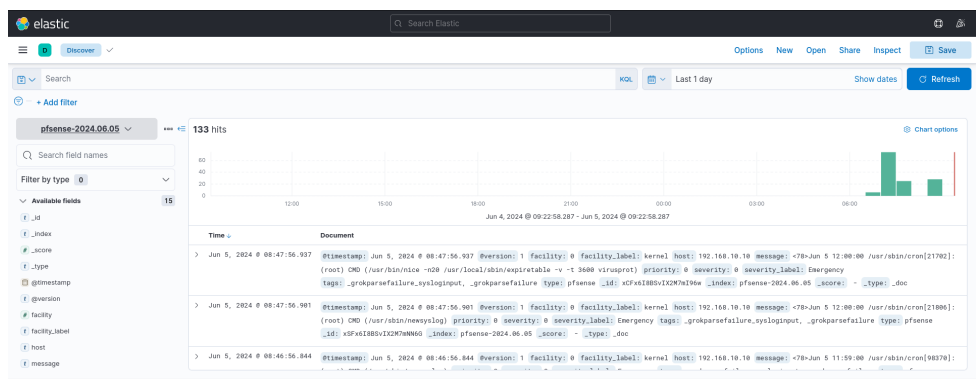 elastic
Search Elastic
D Discover
Options New Open Share Inspect Save
Search KQL Last 1 day Show dates Refresh
+ Add filter
pfsense-2024.06.05
133 hits
Chart options
Search field names
Filter by type 0
Available fields 15
t _id
t _index
# _score
t _type
@timestamp
t @version
# facility
t facility_label
t host
t message
60
40
20
0
12:00 15:00 18:00 21:00 00:00 03:00 06:00
Jun 4, 2024 @ 09:22:58.287 - Jun 5, 2024 @ 09:22:58.287
Time Document
Jun 5, 2024 @ 08:47:56.937 @timestamp: Jun 5, 2024 @ 08:47:56.937 @version: 1 facility: 0 facility_label: kernel host: 192.168.10.10 message: <78>Jun 5 12:00:00 /usr/sbin/cron[21702]:
(root) CMD (/usr/bin/nice -n20 /usr/local/sbin/expiretable -v -t 3600 virusprot) priority: 0 severity: 0 severity_label: Emergency
tags: _grokparsefailure_sysloginput, _grokparsefailure type: pfsense _id: xCFx6I8BSvIX2M7mI96w _index: pfsense-2024.06.05 _score: - _type: _doc
Jun 5, 2024 @ 08:47:56.901 @timestamp: Jun 5, 2024 @ 08:47:56.901 @version: 1 facility: 0 facility_label: kernel host: 192.168.10.10 message: <78>Jun 5 12:00:00 /usr/sbin/cron[21806]:
(root) CMD (/usr/sbin/newsyslog) priority: 0 severity: 0 severity_label: Emergency tags: _grokparsefailure_sysloginput, _grokparsefailure type: pfsense
_id: xSFx6I8BSvIX2M7mNN6G _index: pfsense-2024.06.05 _score: - _type: _doc
Jun 5, 2024 @ 08:46:56.844 @timestamp: Jun 5, 2024 @ 08:46:56.844 @version: 1 facility: 0 facility_label: kernel host: 192.168.10.10 message: <78>Jun 5 11:59:00 /usr/sbin/cron[98370]: